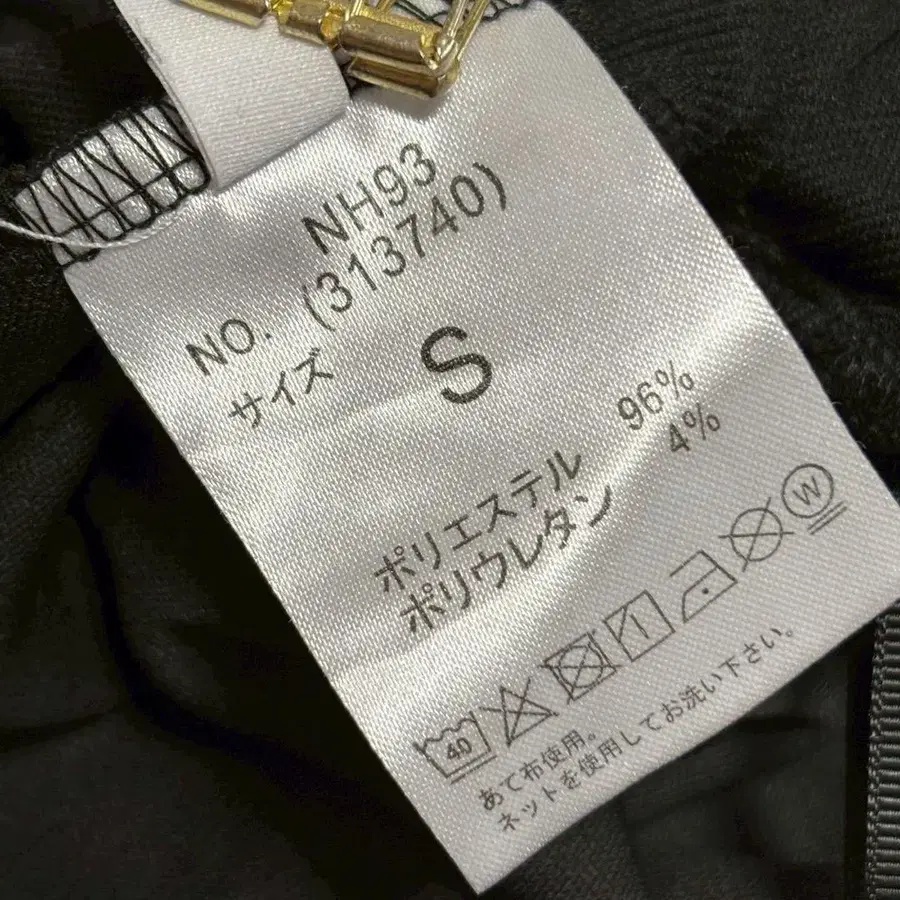 NH93
NO. (313740)
サイズ S
ポリエステル 96%
ポリウレタン 4%
40 W
あて布使用。
ネットを使用してお洗い下さい。